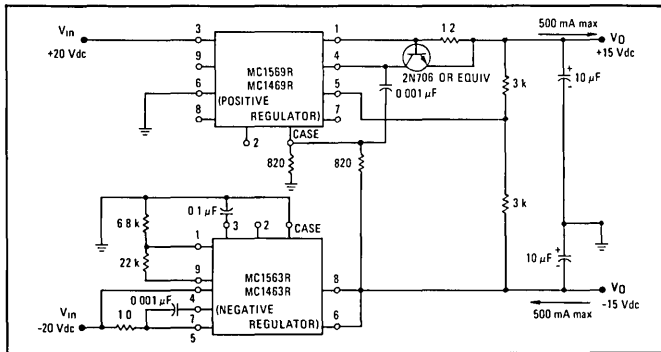 Vin
+20 Vdc
3
9
6
8
MC1569R
MC1469R
(POSITIVE
REGULATOR)
2
CASE
1
4
5
7
1 2
2N706 OR EQUIV
0 001 µF
500 mA max
VO
+15 Vdc
3 k
10 µF
+
-
820
820
3 k
10 µF
+
-
6 8 k
0 1 µF
3
2
CASE
1
22 k
9
MC1563R
MC1463R
(NEGATIVE
REGULATOR)
8
6
0 001 µF
4
7
5
Vin
-20 Vdc
1 0
VO
-15 Vdc
500 mA max